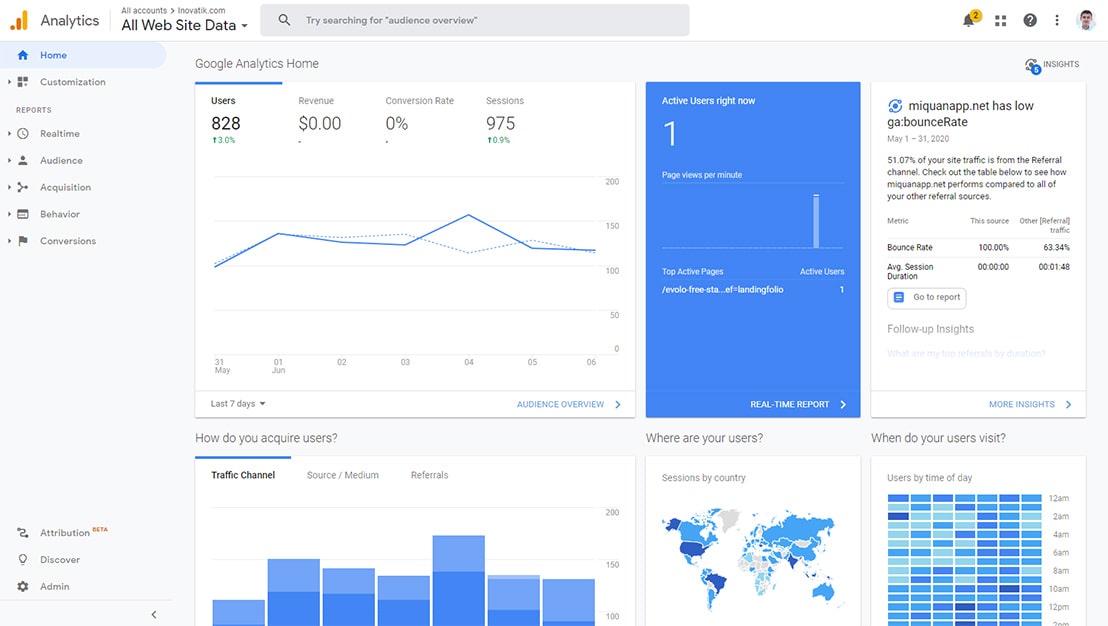 Analytics
All accounts > Inovatik.com
All Web Site Data
Try searching for "audience overview"
2
Home
Customization
REPORTS
Realtime
Audience
Acquisition
Behavior
Conversions
Attribution BETA
Discover
Admin
Google Analytics Home
INSIGHTS
5
Users
828
3.0%
Revenue
$0.00
-
Conversion Rate
0%
-
Sessions
975
0.9%
200
150
100
50
0
31
May
01
Jun
02
03
04
05
06
Last 7 days
AUDIENCE OVERVIEW
Active Users right now
1
Page views per minute
Top Active Pages Active Users
/evolo-free-sta...ef=landingfolio 1
REAL-TIME REPORT
miquanapp.net has low
ga:bounceRate
May 1 – 31, 2020
51.07% of your site traffic is from the Referral
channel. Check out the table below to see how
miquanapp.net performs compared to all of
your other referral sources.
Metric This source Other [Referral]
traffic
Bounce Rate 100.00% 63.34%
Avg. Session 00:00:00 00:01:48
Duration
Go to report
Follow-up Insights
What are my top referrals by duration?
MORE INSIGHTS
How do you acquire users?
Traffic Channel Source / Medium Referrals
200
150
100
Where are your users?
Sessions by country
When do your users visit?
Users by time of day
12am
2am
4am
6am
8am
10am
12pm
2pm